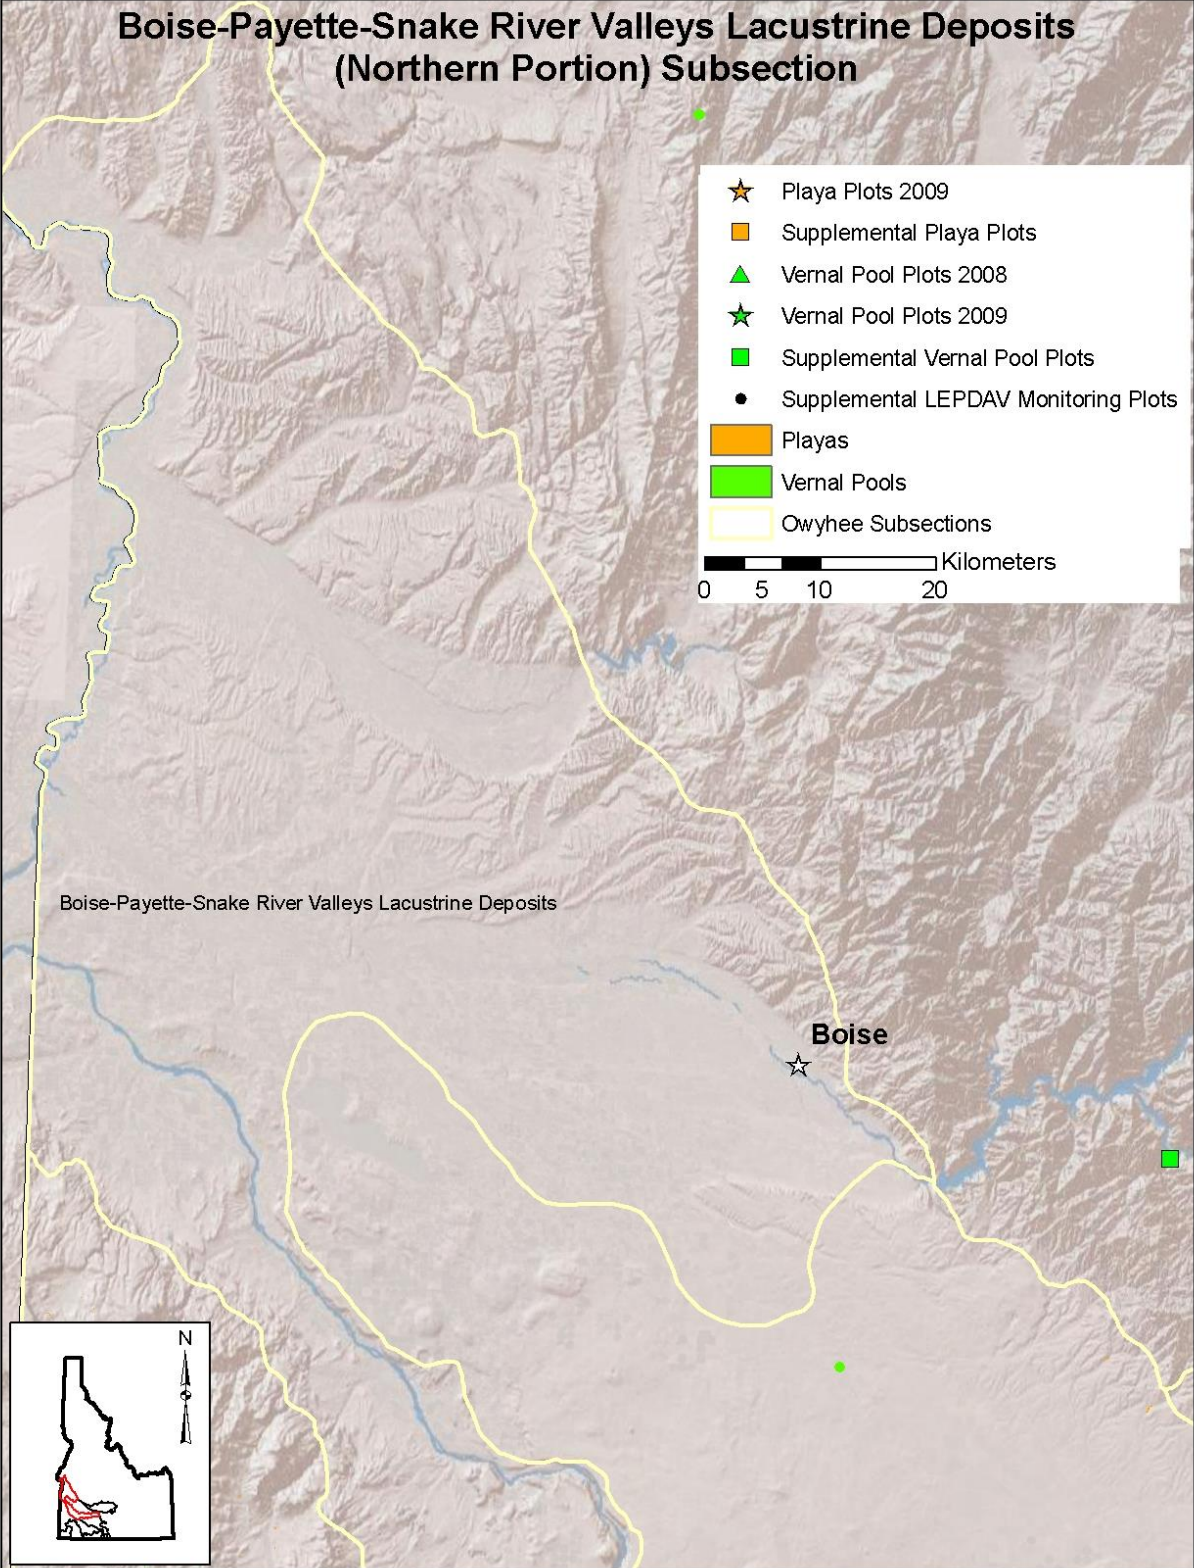 Boise-Payette-Snake River Valleys Lacustrine Deposits
(Northern Portion) Subsection
Playa Plots 2009
Supplemental Playa Plots
Vernal Pool Plots 2008
Vernal Pool Plots 2009
Supplemental Vernal Pool Plots
Supplemental LEPDAV Monitoring Plots
Playas
Vernal Pools
Owyhee Subsections
Kilometers
0 5 10 20
Boise-Payette-Snake River Valleys Lacustrine Deposits
Boise
N